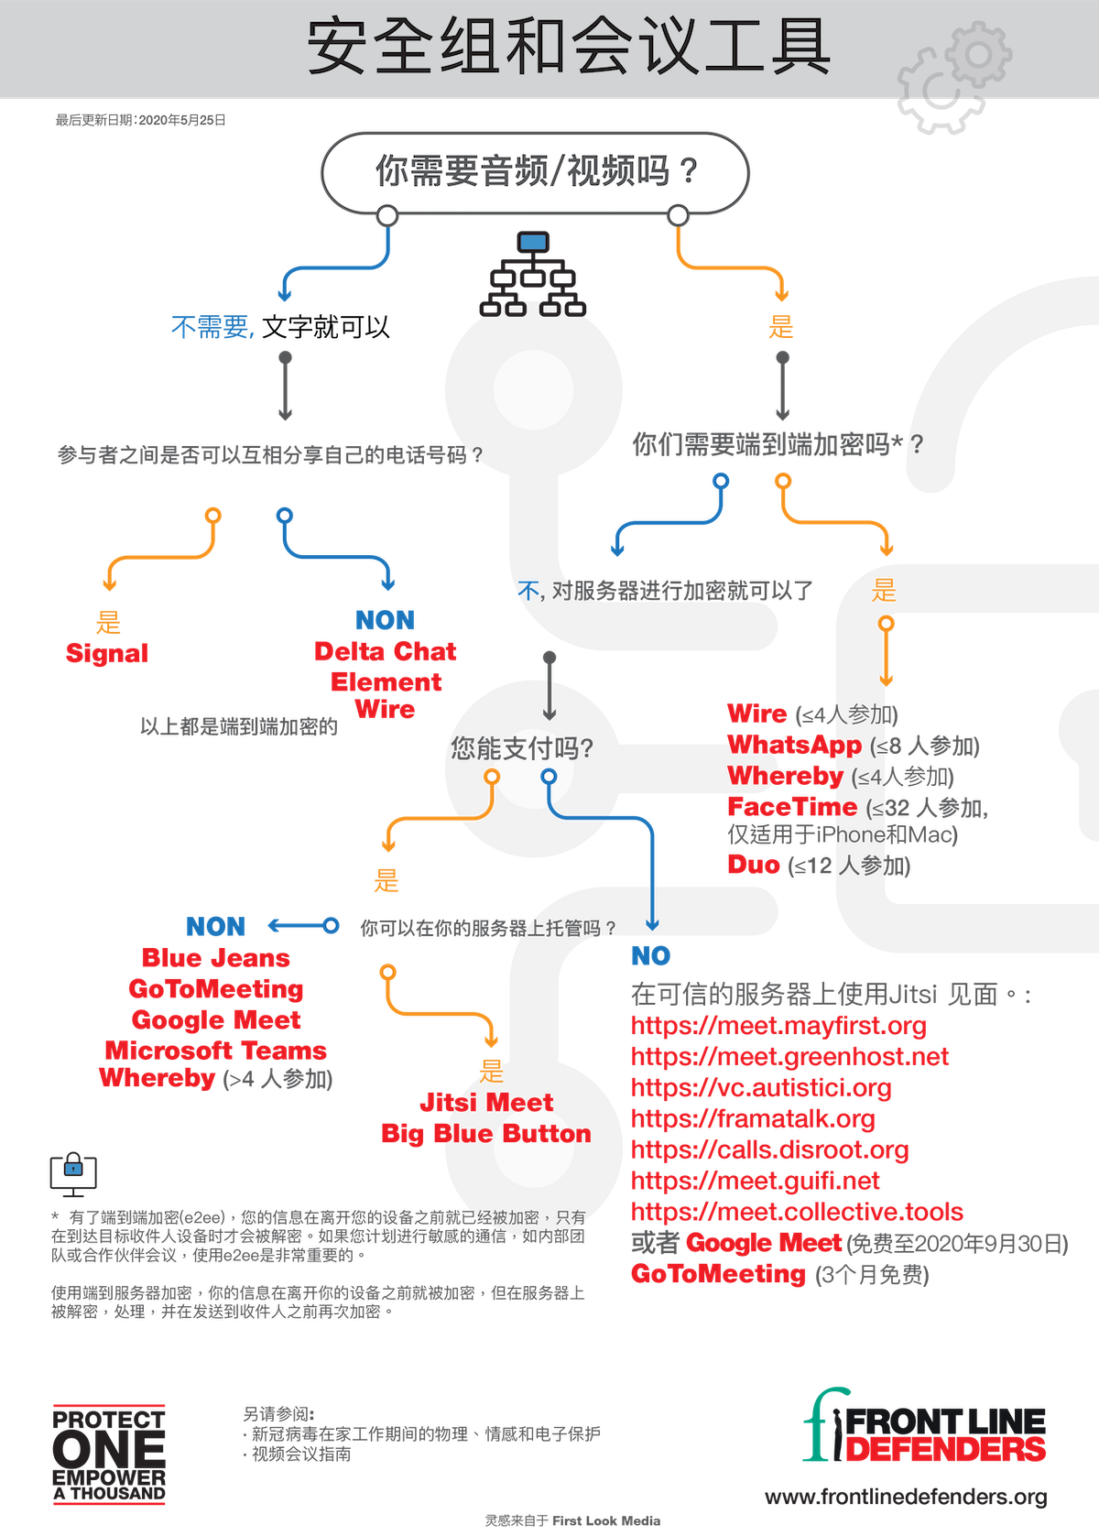 安全组和会议工具
最后更新日期：2020年5月25日
你需要音频/视频吗？
不需要, 文字就可以
是
参与者之间是否可以互相分享自己的电话号码？
你们需要端到端加密吗*？
是
Signal
NON
Delta Chat
Element
Wire
以上都是端到端加密的
不, 对服务器进行加密就可以了
是
Wire (≤4人参加)
WhatsApp (≤8 人参加)
Whereby (≤4人参加)
FaceTime (≤32 人参加,
仅适用于iPhone和Mac)
Duo (≤12 人参加)
您能支付吗?
是
你可以在你的服务器上托管吗？
NON
Blue Jeans
GoToMeeting
Google Meet
Microsoft Teams
Whereby (>4 人参加)
是
Jitsi Meet
Big Blue Button
NO
在可信的服务器上使用Jitsi 见面。:
https://meet.mayfirst.org
https://meet.greenhost.net
https://vc.autistici.org
https://framatalk.org
https://calls.disroot.org
https://meet.guifi.net
https://meet.collective.tools
或者 Google Meet (免费至2020年9月30日)
GoToMeeting (3个月免费)
* 有了端到端加密(e2ee)，您的信息在离开您的设备之前就已经被加密，只有
在到达目标收件人设备时才会被解密。如果您计划进行敏感的通信，如内部团
队或合作伙伴会议，使用e2ee是非常重要的。
使用端到服务器加密，你的信息在离开你的设备之前就被加密，但在服务器上
被解密，处理，并在发送到收件人之前再次加密。
PROTECT
ONE
EMPOWER
A THOUSAND
另请参阅:
· 新冠病毒在家工作期间的物理、情感和电子保护
· 视频会议指南
FRONT LINE
DEFENDERS
www.frontlinedefenders.org
灵感来自于 First Look Media